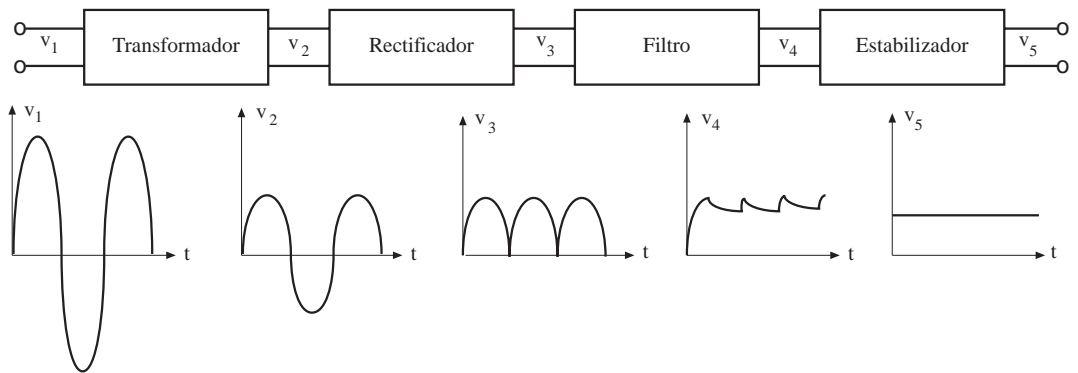 v1 Transformador v2 Rectificador v3 Filtro v4 Estabilizador v5
v1 v2 v3 v4 v5
t t t t t